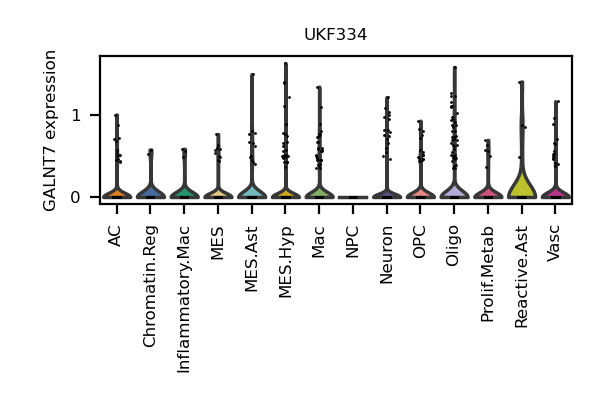 UKF334
GALNT7 expression
1
0
AC
Chromatin.Reg
Inflammatory.Mac
MES
MES.Ast
MES.Hyp
Mac
NPC
Neuron
OPC
Oligo
Prolif.Metab
Reactive.Ast
Vasc